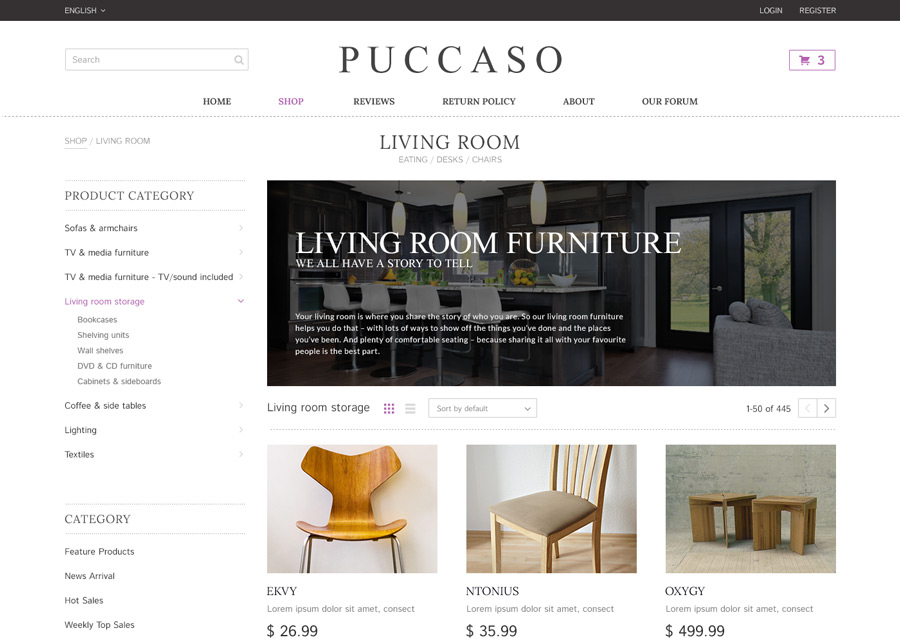 ENGLISH
LOGIN REGISTER
Search
PUCCASO
3
HOME SHOP REVIEWS RETURN POLICY ABOUT OUR FORUM
SHOP / LIVING ROOM
LIVING ROOM
EATING / DESKS / CHAIRS
PRODUCT CATEGORY
Sofas & armchairs
TV & media furniture
TV & media furniture - TV/sound included
Living room storage
Bookcases
Shelving units
Wall shelves
DVD & CD furniture
Cabinets & sideboards
Coffee & side tables
Lighting
Textiles
CATEGORY
Feature Products
News Arrival
Hot Sales
Weekly Top Sales
LIVING ROOM FURNITURE
WE ALL HAVE A STORY TO TELL
Your living room is where you share the story of who you are. So our living room furniture
helps you do that – with lots of ways to show off the things you've done and the places
you've been. And plenty of comfortable seating – because sharing it all with your favourite
people is the best part.
Living room storage
Sort by default
1-50 of 445
EKVY
Lorem ipsum dolor sit amet, consect
$ 26.99
NTONIUS
Lorem ipsum dolor sit amet, consect
$ 35.99
OXYGY
Lorem ipsum dolor sit amet, consect
$ 499.99